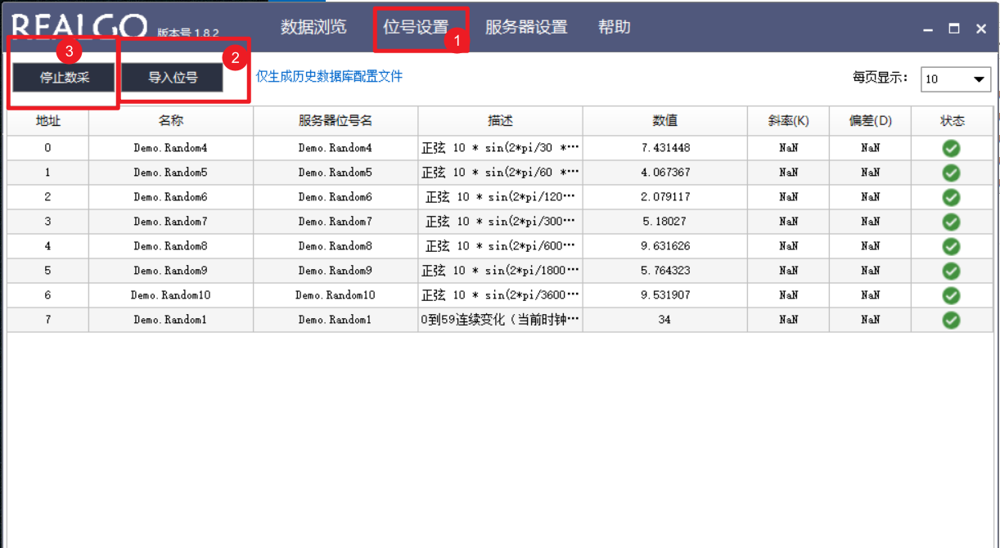 REALGO 版本号 1.8.2 数据浏览 位号设置 服务器设置 帮助
1
3
2
停止数采 导入位号 仅生成历史数据库配置文件 每页显示: 10
地址 名称 服务器位号名 描述 数值 斜率(K) 偏差(D) 状态
0 Demo.Random4 Demo.Random4 正弦 10 * sin(2*pi/30 *… 7.431448 NaN NaN
1 Demo.Random5 Demo.Random5 正弦 10 * sin(2*pi/60 *… 4.067367 NaN NaN
2 Demo.Random6 Demo.Random6 正弦 10 * sin(2*pi/120… 2.079117 NaN NaN
3 Demo.Random7 Demo.Random7 正弦 10 * sin(2*pi/300… 5.18027 NaN NaN
4 Demo.Random8 Demo.Random8 正弦 10 * sin(2*pi/600… 9.631626 NaN NaN
5 Demo.Random9 Demo.Random9 正弦 10 * sin(2*pi/1800… 5.764323 NaN NaN
6 Demo.Random10 Demo.Random10 正弦 10 * sin(2*pi/3600… 9.531907 NaN NaN
7 Demo.Random1 Demo.Random1 0到59连续变化（当前时钟… 34 NaN NaN